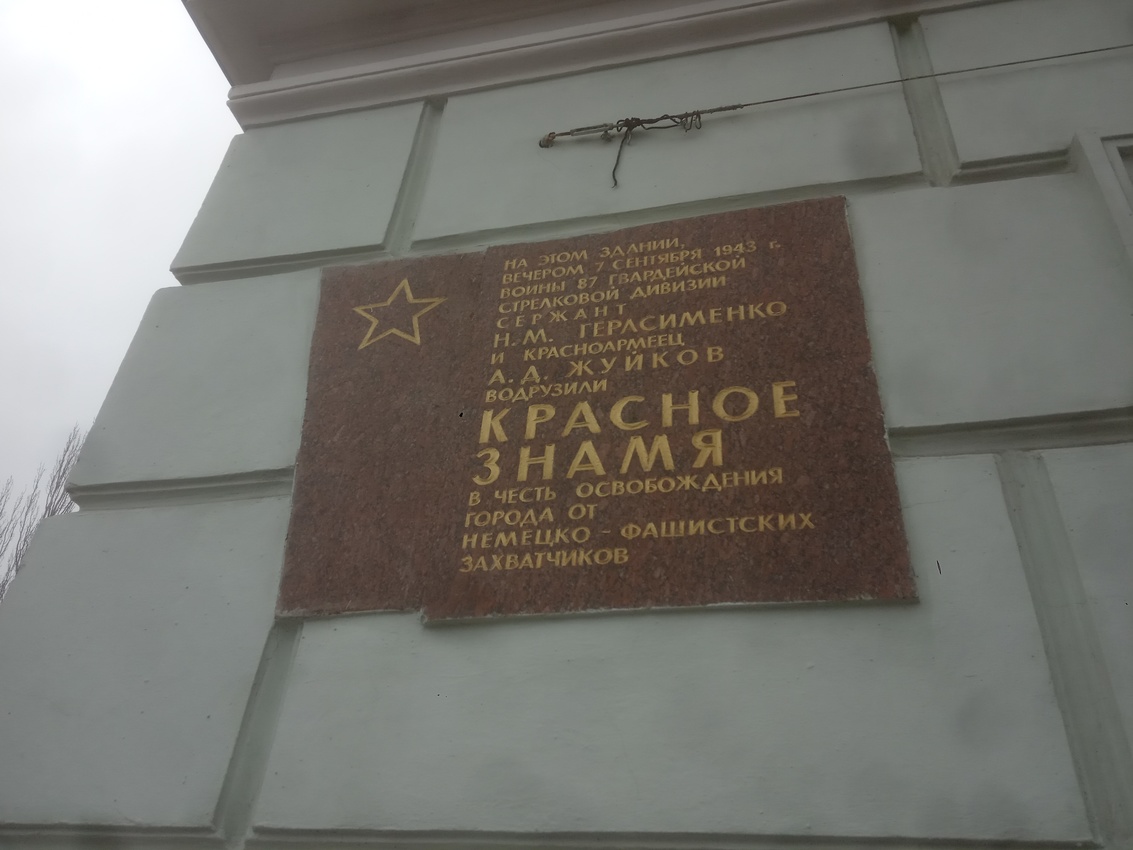 НА ЭТОМ ЗДАНИИ,
ВЕЧЕРОМ 7 СЕНТЯБРЯ 1943 г.
ВОИНЫ 87 ГВАРДЕЙСКОЙ
СТРЕЛКОВОЙ ДИВИЗИИ
СЕРЖАНТ
Н.М. ГЕРАСИМЕНКО
И КРАСНОАРМЕЕЦ
А.Д. ЖУЙКОВ
ВОДРУЗИЛИ
КРАСНОЕ
ЗНАМЯ
В ЧЕСТЬ ОСВОБОЖДЕНИЯ
ГОРОДА ОТ
НЕМЕЦКО - ФАШИСТСКИХ
ЗАХВАТЧИКОВ